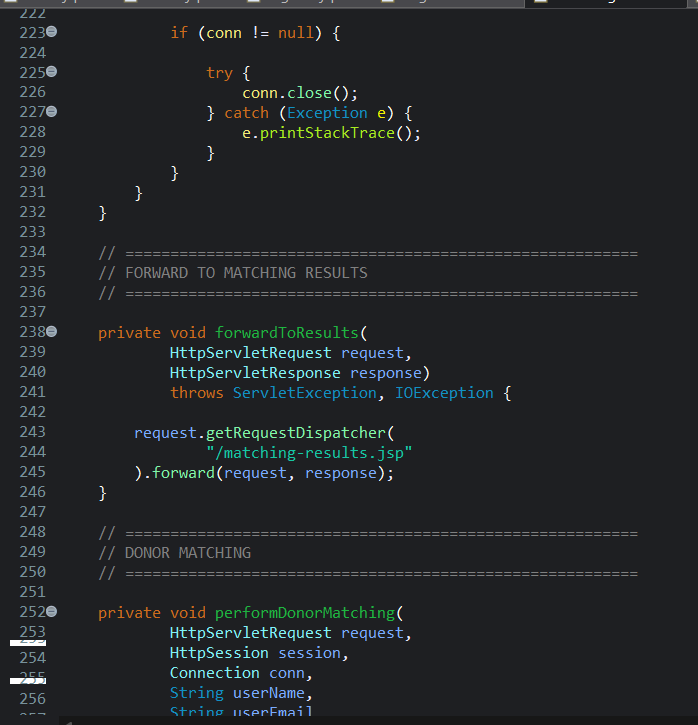 222
223 if (conn != null) {
224
225 try {
226 conn.close();
227 } catch (Exception e) {
228 e.printStackTrace();
229 }
230 }
231 }
232 }
233
234 // =========================================================
235 // FORWARD TO MATCHING RESULTS
236 // =========================================================
237
238 private void forwardToResults(
239 HttpServletRequest request,
240 HttpServletResponse response)
241 throws ServletException, IOException {
242
243 request.getRequestDispatcher(
244 "/matching-results.jsp"
245 ).forward(request, response);
246 }
247
248 // =========================================================
249 // DONOR MATCHING
250 // =========================================================
251
252 private void performDonorMatching(
253 HttpServletRequest request,
254 HttpSession session,
255 Connection conn,
256 String userName,
String userEmail